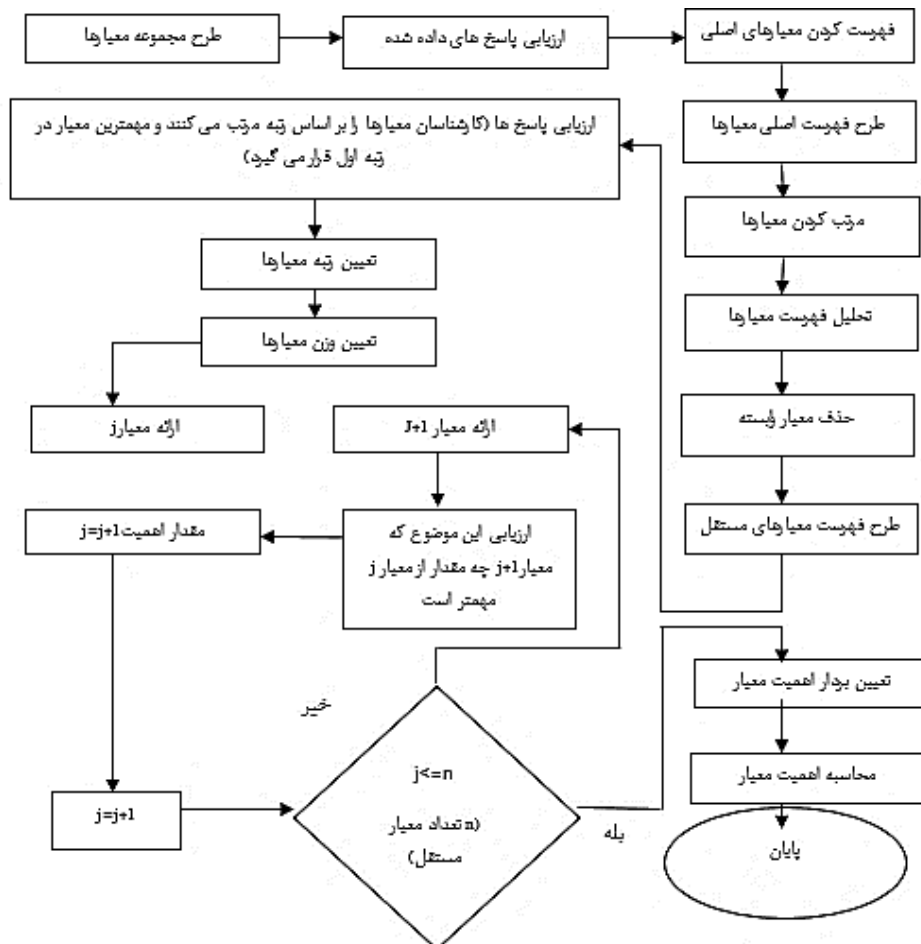 طرح مجموعه معیارها
ارزیابی پاسخ های داده شده
فهرست کردن معیارهای اصلی
طرح فهرست اصلی معیارها
مرتب کردن معیارها
تحلیل فهرست معیارها
حذف معیار وابسته
طرح فهرست معیارهای مستقل
ارزیابی پاسخ ها (کارشناسان معیارها را بر اساس رتبه مرتب می کنند و مهمترین معیار در
رتبه اول قرار می گیرد)
تعیین رتبه معیارها
تعیین وزن معیارها
ارائه معیار j
ارائه معیار J+1
ارزیابی این موضوع که
معیار j+1 چه مقدار از معیار j
مهمتر است
مقدار اهمیت j=j+1
j=j+1
j<=n
(n تعداد معیار
مستقل)
خیر
بله
تعیین بردار اهمیت معیار
محاسبه اهمیت معیار
پایان